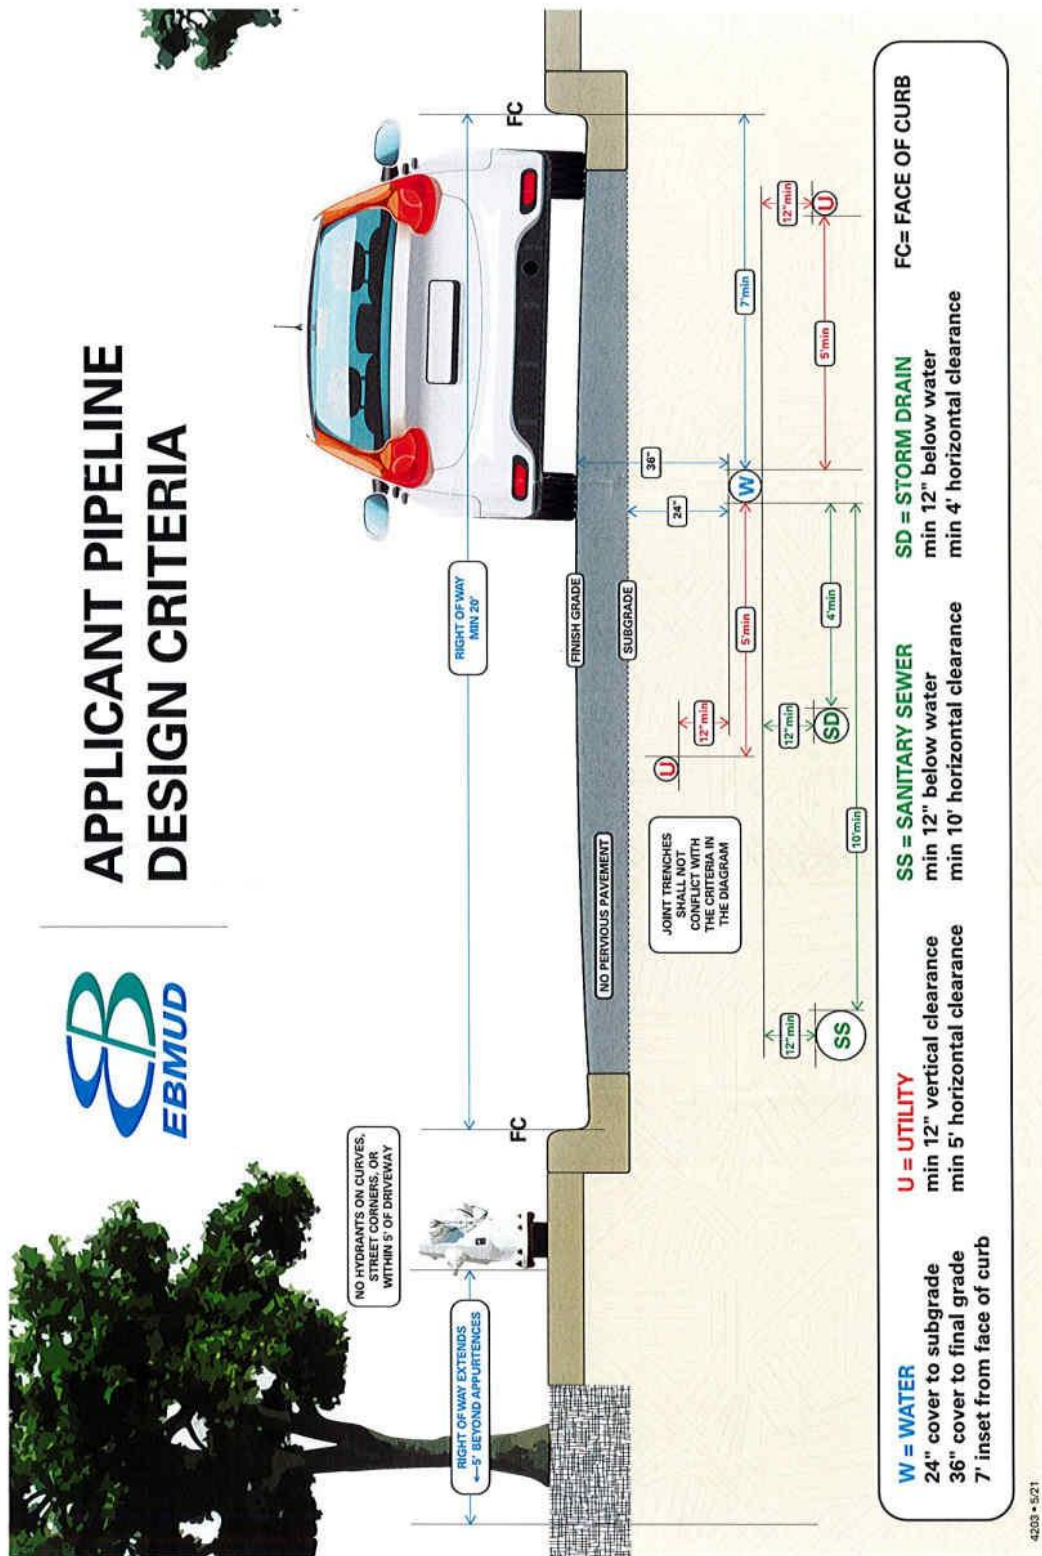 EBMUD
APPLICANT PIPELINE
DESIGN CRITERIA
NO HYDRANTS ON CURVES,
STREET CORNERS, OR
WITHIN 5' OF DRIVEWAY
RIGHT OF WAY EXTENDS
←5' BEYOND APPURTENCES
RIGHT OF WAY
MIN 20'
FC
FC
FINISH GRADE
NO PERVIOUS PAVEMENT
SUBGRADE
JOINT TRENCHES
SHALL NOT
CONFLICT WITH
THE CRITERIA IN
THE DIAGRAM
U
12"min
5'min
24"
36"
W
7'min
12"min
SS
12"min
SD
4'min
10'min
5'min
12"min
U
W = WATER
24" cover to subgrade
36" cover to final grade
7' inset from face of curb
U = UTILITY
min 12" vertical clearance
min 5' horizontal clearance
SS = SANITARY SEWER
min 12" below water
min 10' horizontal clearance
SD = STORM DRAIN
min 12" below water
min 4' horizontal clearance
FC= FACE OF CURB
4203 • 5/21